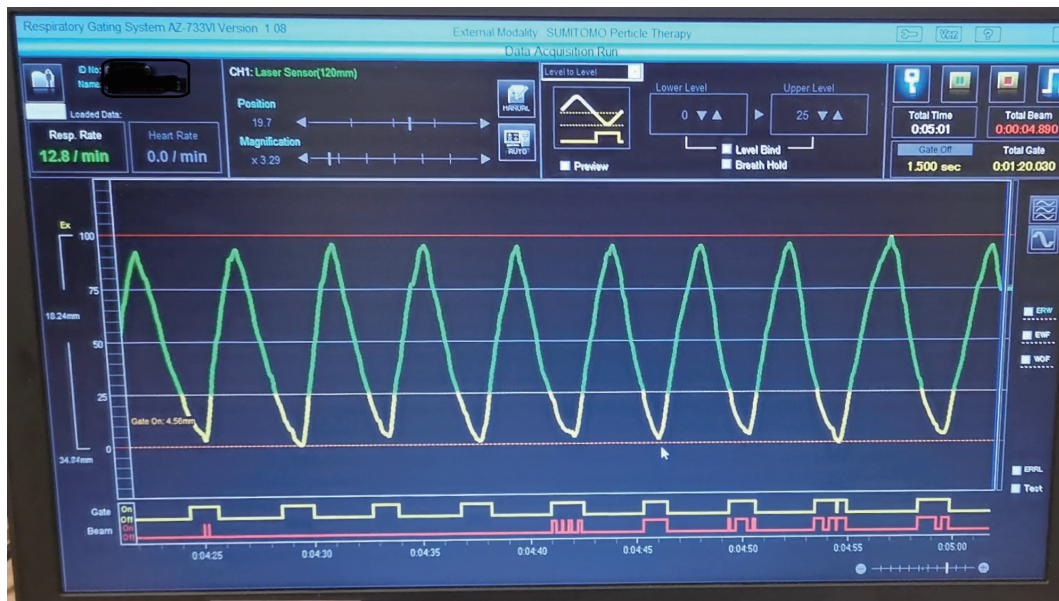 Respiratory Gating System AZ-733VI Version 1.08
External Modality SUMITOMO Perticle Therapy
Ver.
?
Data Acquisition Run
ID No:
Name:
Loaded Data:
Resp. Rate
12.8 / min
Heart Rate
0.0 / min
CH1: Laser Sensor(120mm)
Position
19.7
Magnification
x 3.29
MANUAL
AUTO
Level to Level
Preview
Lower Level
0
Upper Level
25
Level Bind
Breath Hold
Total Time
0:05:01
Total Beam
0:00:04.890
Gate Off
1.500 sec
Total Gate
0:01:20.030
Ex
100
75
18.24mm
50
25
Gate On: 4.56mm
0
34.84mm
ERW
EWF
WOF
ERRL
Test
Gate On
Off
Beam On
Off
0:04:25 0:04:30 0:04:35 0:04:40 0:04:45 0:04:50 0:04:55 0:05:00